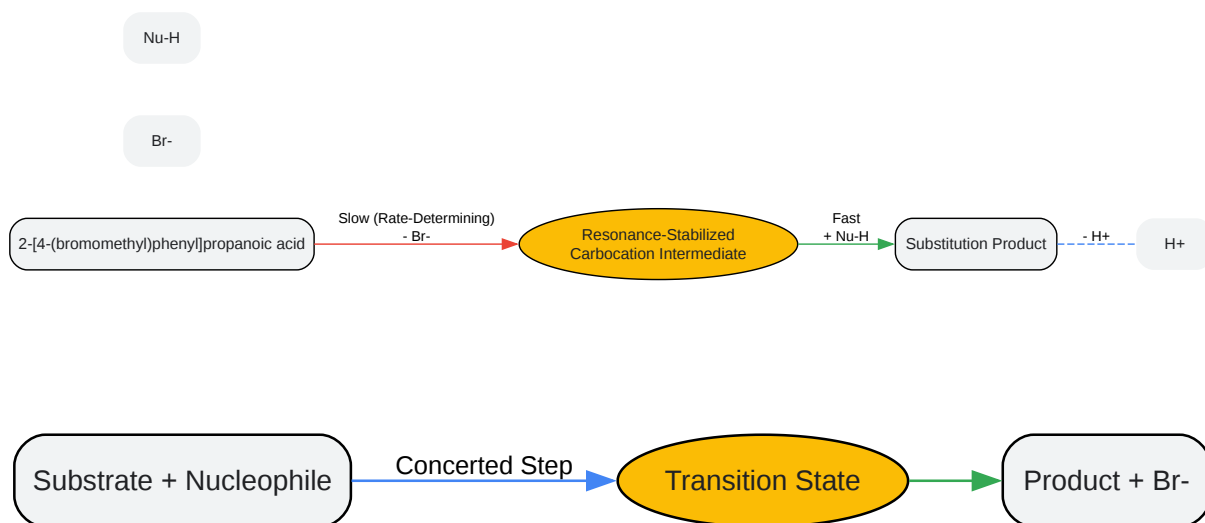 Nu-H
Br-
2-[4-(bromomethyl)phenyl]propanoic acid
Slow (Rate-Determining)
- Br-
Resonance-Stabilized
Carbocation Intermediate
Fast
+ Nu-H
Substitution Product
- H+
H+
Substrate + Nucleophile
Concerted Step
Transition State
Product + Br-